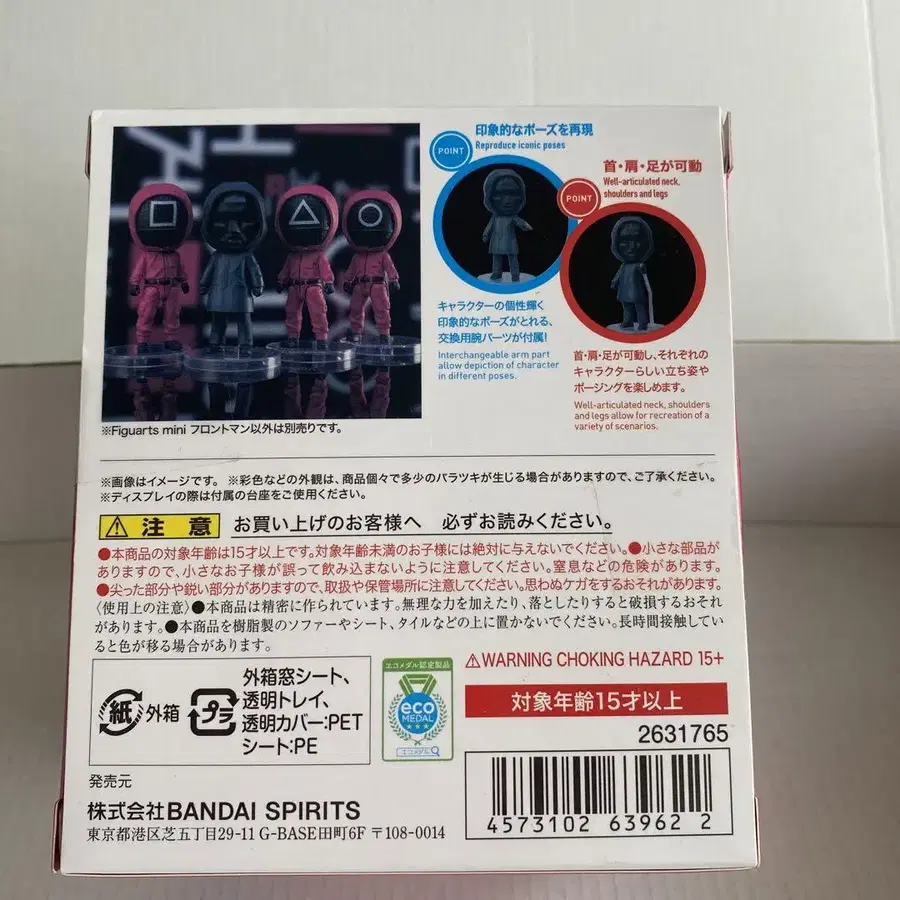 POINT
印象的なポーズを再現
Reproduce iconic poses
POINT
首・肩・足が可動
Well-articulated neck,
shoulders and legs
キャラクターの個性輝く
印象的なポーズがとれる、
交換用腕パーツが付属!
Interchangeable arm part
allow depiction of character
in different poses.
首・肩・足が可動し、それぞれの
キャラクターらしい立ち姿や
ポージングを楽しめます。
Well-articulated neck, shoulders
and legs allow for recreation of a
variety of scenarios.
※Figuarts mini フロントマン以外は別売りです。
※画像はイメージです。 ※彩色などの外観は、商品個々で多少のバラツキが生じる場合がありますので、ご了承ください。
※ディスプレイの際は付属の台座をご使用ください。
注意 お買い上げのお客様へ 必ずお読みください。
●本商品の対象年齢は15才以上です。対象年齢未満のお子様には絶対に与えないでください。●小さな部品が
ありますので、小さなお子様が誤って飲み込まないように注意してください。窒息などの危険があります。
●尖った部分や鋭い部分がありますので、取扱や保管場所に注意してください。思わぬケガをするおそれがあります。
〈使用上の注意〉●本商品は精密に作られています。無理な力を加えたり、落としたりすると破損するおそれ
があります。●本商品を樹脂製のソファーやシート、タイルなどの上に置かないでください。長時間接触してい
ると色が移る場合があります。
紙 外箱
プラ
外箱窓シート、
透明トレイ、
透明カバー:PET
シート:PE
エコメダル認定製品
eco
MEDAL
エコメダル
⚠WARNING CHOKING HAZARD 15+
対象年齢15才以上
2631765
4573102 63962 2
発売元
株式会社BANDAI SPIRITS
東京都港区芝五丁目29-11 G-BASE田町6F 〒108-0014